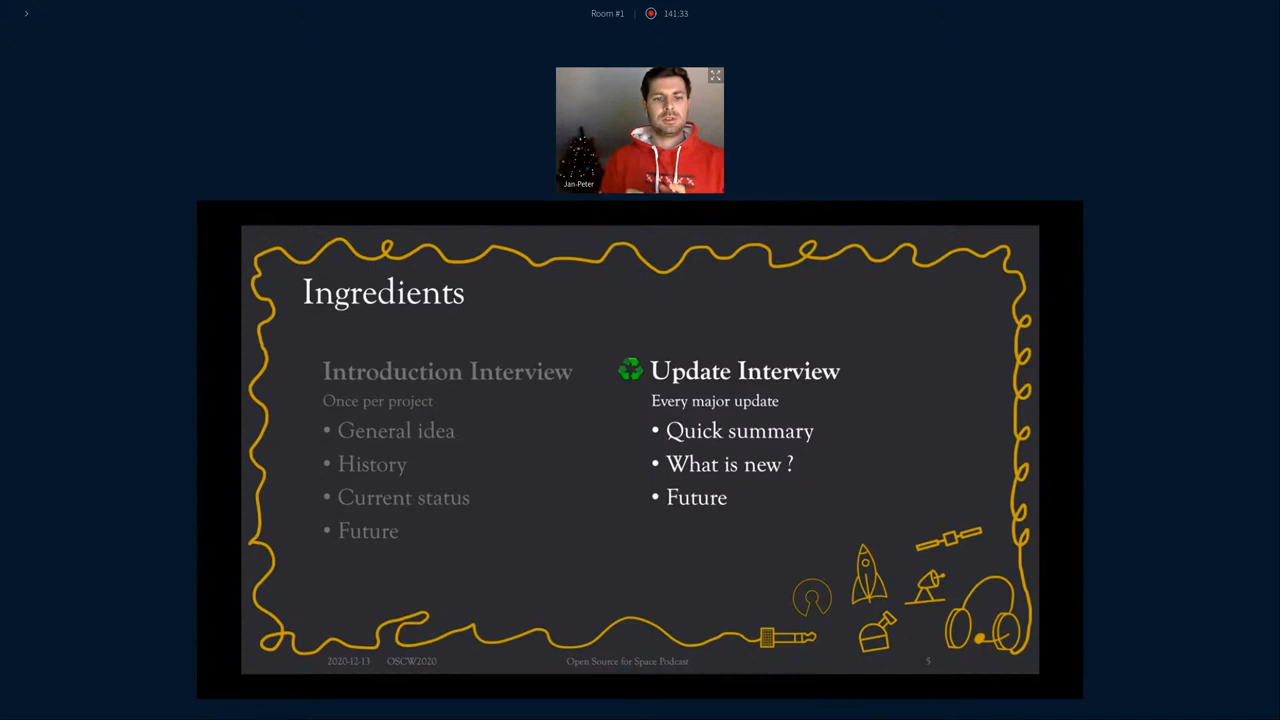 Room #1
141:33
Jan-Peter
Ingredients
Introduction Interview
Once per project
• General idea
• History
• Current status
• Future
Update Interview
Every major update
• Quick summary
• What is new ?
• Future
2020-12-13 OSCW2020 Open Source for Space Podcast 5